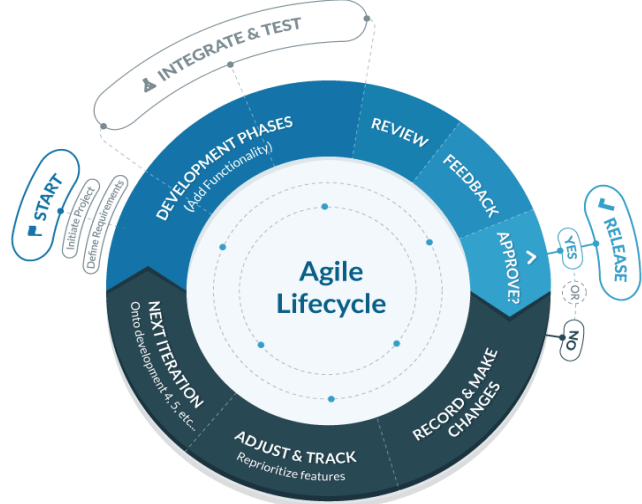 INTEGRATE & TEST
START
Initiate Project
Define Requirements
DEVELOPMENT PHASES
(Add Functionality)
REVIEW
FEEDBACK
APPROVE?
YES
OR
NO
RELEASE
RECORD & MAKE
CHANGES
ADJUST & TRACK
Reprioritize features
NEXT ITERATION
Onto development 4, 5, etc...
Agile
Lifecycle